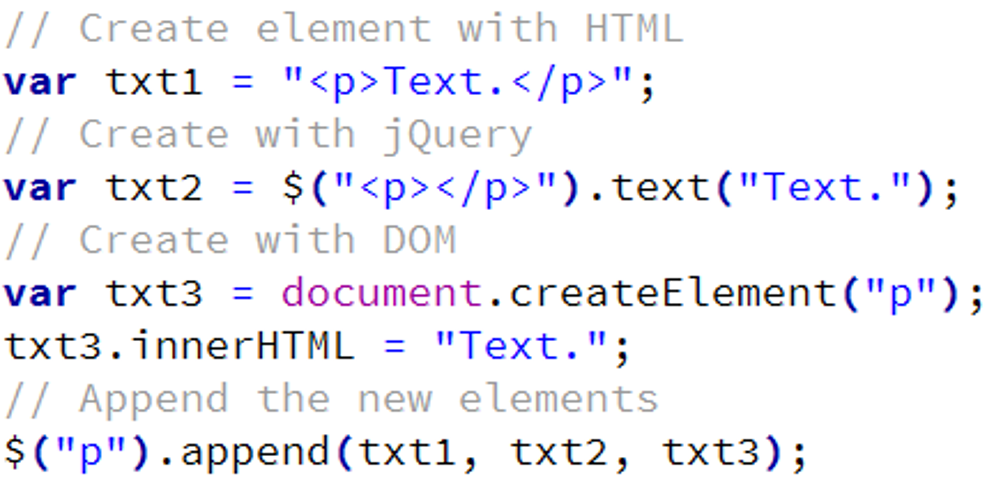 // Create element with HTML
var txt1 = "<p>Text.</p>";
// Create with jQuery
var txt2 = $("<p></p>").text("Text.");
// Create with DOM
var txt3 = document.createElement("p");
txt3.innerHTML = "Text.";
// Append the new elements
$("p").append(txt1, txt2, txt3);